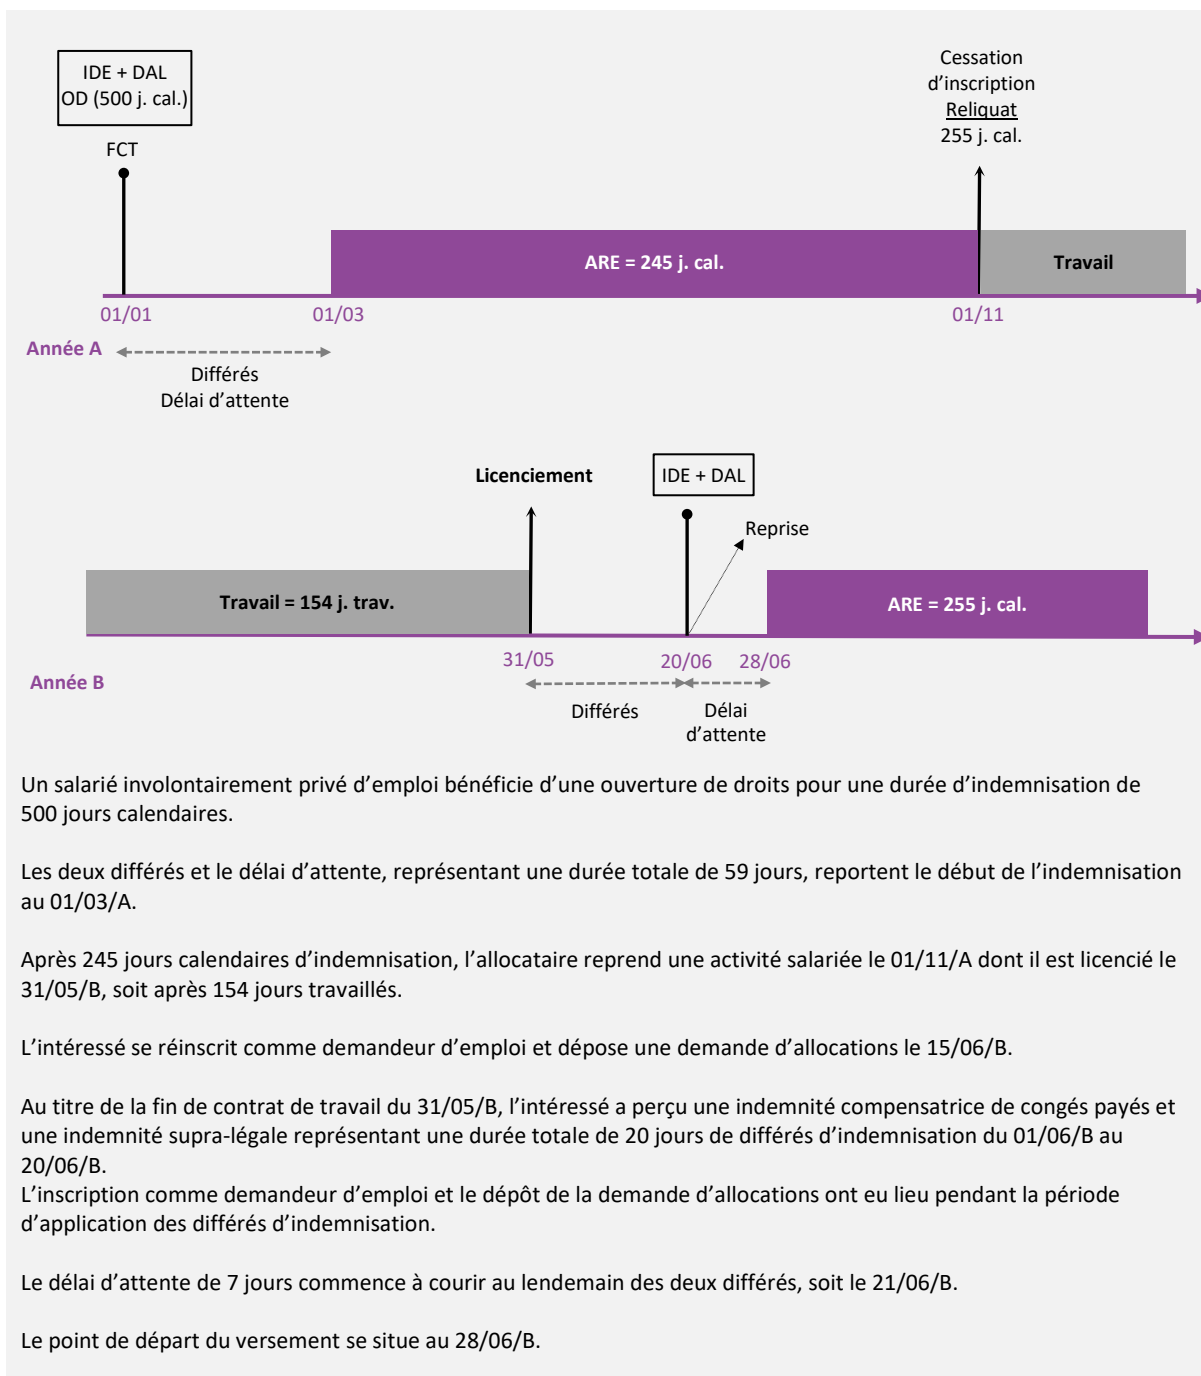 IDE + DAL
OD (500 j. cal.)
FCT
Cessation
d’inscription
Reliquat
255 j. cal.
ARE = 245 j. cal.
Travail
01/01
01/03
01/11
Année A
Différés
Délai d’attente
Licenciement
IDE + DAL
Reprise
Travail = 154 j. trav.
ARE = 255 j. cal.
31/05
20/06
28/06
Année B
Différés
Délai
d’attente
Un salarié involontairement privé d’emploi bénéficie d’une ouverture de droits pour une durée d’indemnisation de
500 jours calendaires.
Les deux différés et le délai d’attente, représentant une durée totale de 59 jours, reportent le début de l’indemnisation
au 01/03/A.
Après 245 jours calendaires d’indemnisation, l’allocataire reprend une activité salariée le 01/11/A dont il est licencié le
31/05/B, soit après 154 jours travaillés.
L’intéressé se réinscrit comme demandeur d’emploi et dépose une demande d’allocations le 15/06/B.
Au titre de la fin de contrat de travail du 31/05/B, l’intéressé a perçu une indemnité compensatrice de congés payés et
une indemnité supra-légale représentant une durée totale de 20 jours de différés d’indemnisation du 01/06/B au
20/06/B.
L’inscription comme demandeur d’emploi et le dépôt de la demande d’allocations ont eu lieu pendant la période
d’application des différés d’indemnisation.
Le délai d’attente de 7 jours commence à courir au lendemain des deux différés, soit le 21/06/B.
Le point de départ du versement se situe au 28/06/B.